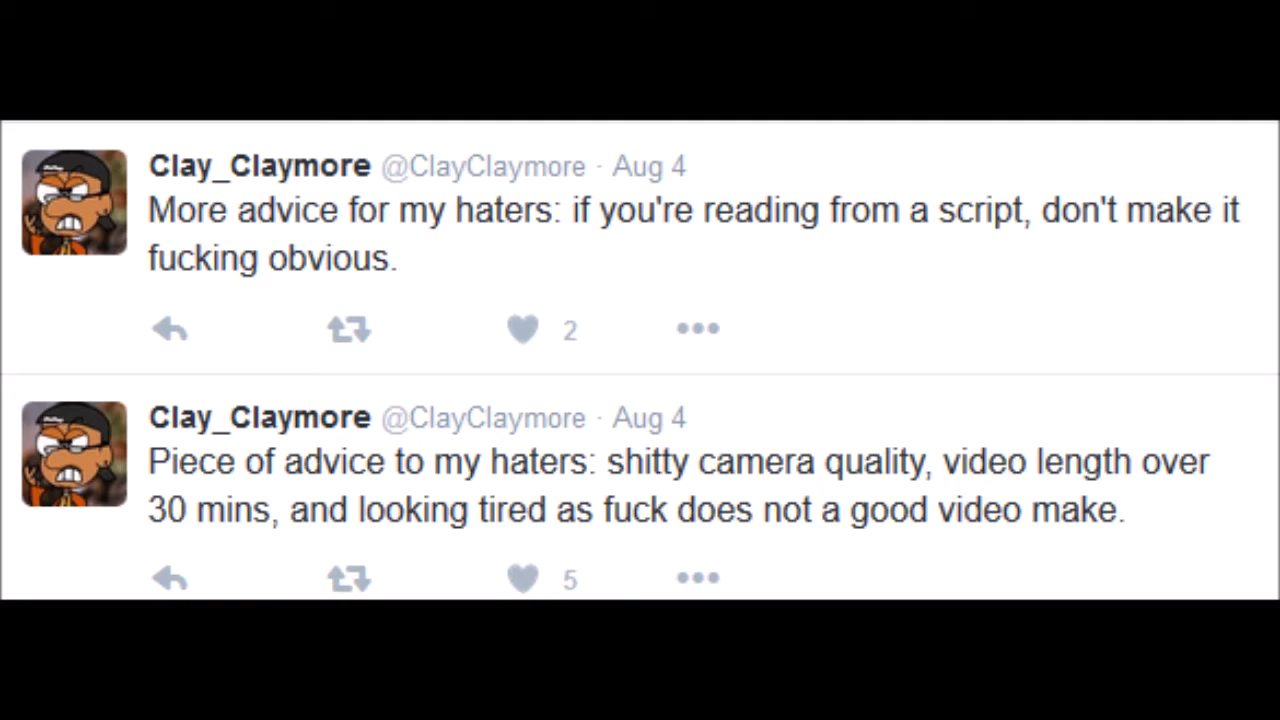 Clay_Claymore @ClayClaymore · Aug 4
More advice for my haters: if you're reading from a script, don't make it
fucking obvious.
2
Clay_Claymore @ClayClaymore · Aug 4
Piece of advice to my haters: shitty camera quality, video length over
30 mins, and looking tired as fuck does not a good video make.
5